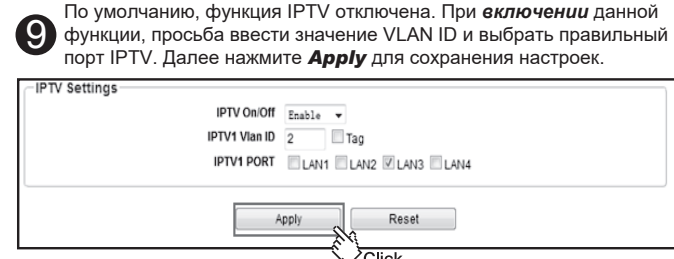 По умолчанию, функция IPTV отключена. При включении данной
9 функции, просьба ввести значение VLAN ID и выбрать правильный
порт IPTV. Далее нажмите Apply для сохранения настроек.
IPTV Settings
IPTV On/Off Enable
IPTV1 Vlan ID 2 Tag
IPTV1 PORT LAN1 LAN2 LAN3 LAN4
Apply Reset
Click